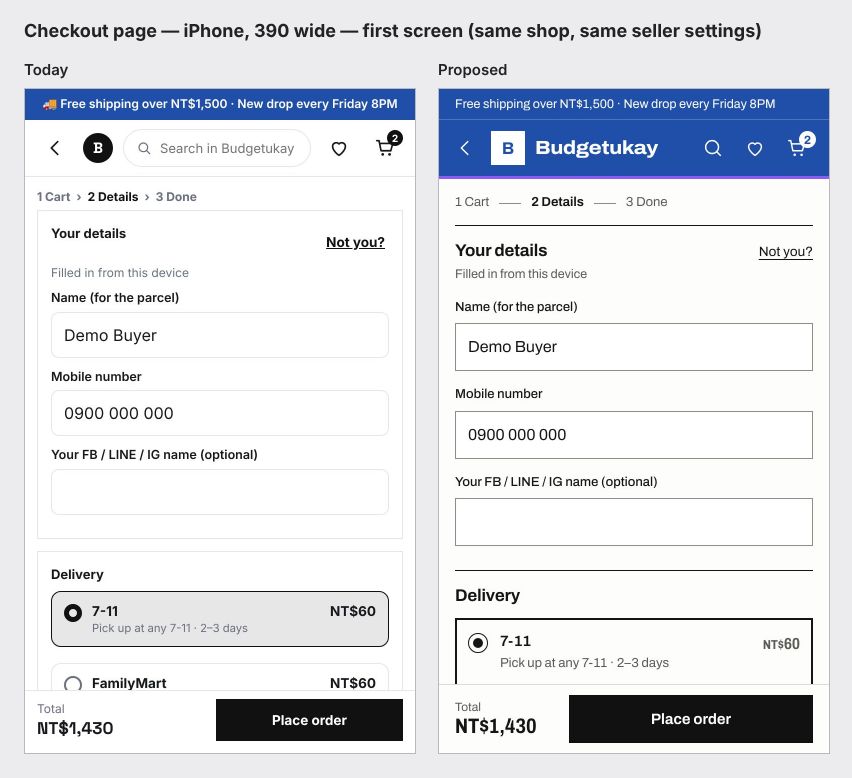 Checkout page — iPhone, 390 wide — first screen (same shop, same seller settings)
Today
🚚 Free shipping over NT$1,500 · New drop every Friday 8PM
B
Search in Budgetukay
2
1 Cart › 2 Details › 3 Done
Your details
Not you?
Filled in from this device
Name (for the parcel)
Demo Buyer
Mobile number
0900 000 000
Your FB / LINE / IG name (optional)
Delivery
7-11 NT$60
Pick up at any 7-11 · 2–3 days
FamilyMart NT$60
Total
NT$1,430
Place order
Proposed
Free shipping over NT$1,500 · New drop every Friday 8PM
B Budgetukay
2
1 Cart — 2 Details — 3 Done
Your details
Not you?
Filled in from this device
Name (for the parcel)
Demo Buyer
Mobile number
0900 000 000
Your FB / LINE / IG name (optional)
Delivery
7-11 NT$60
Pick up at any 7-11 · 2–3 days
Total
NT$1,430
Place order